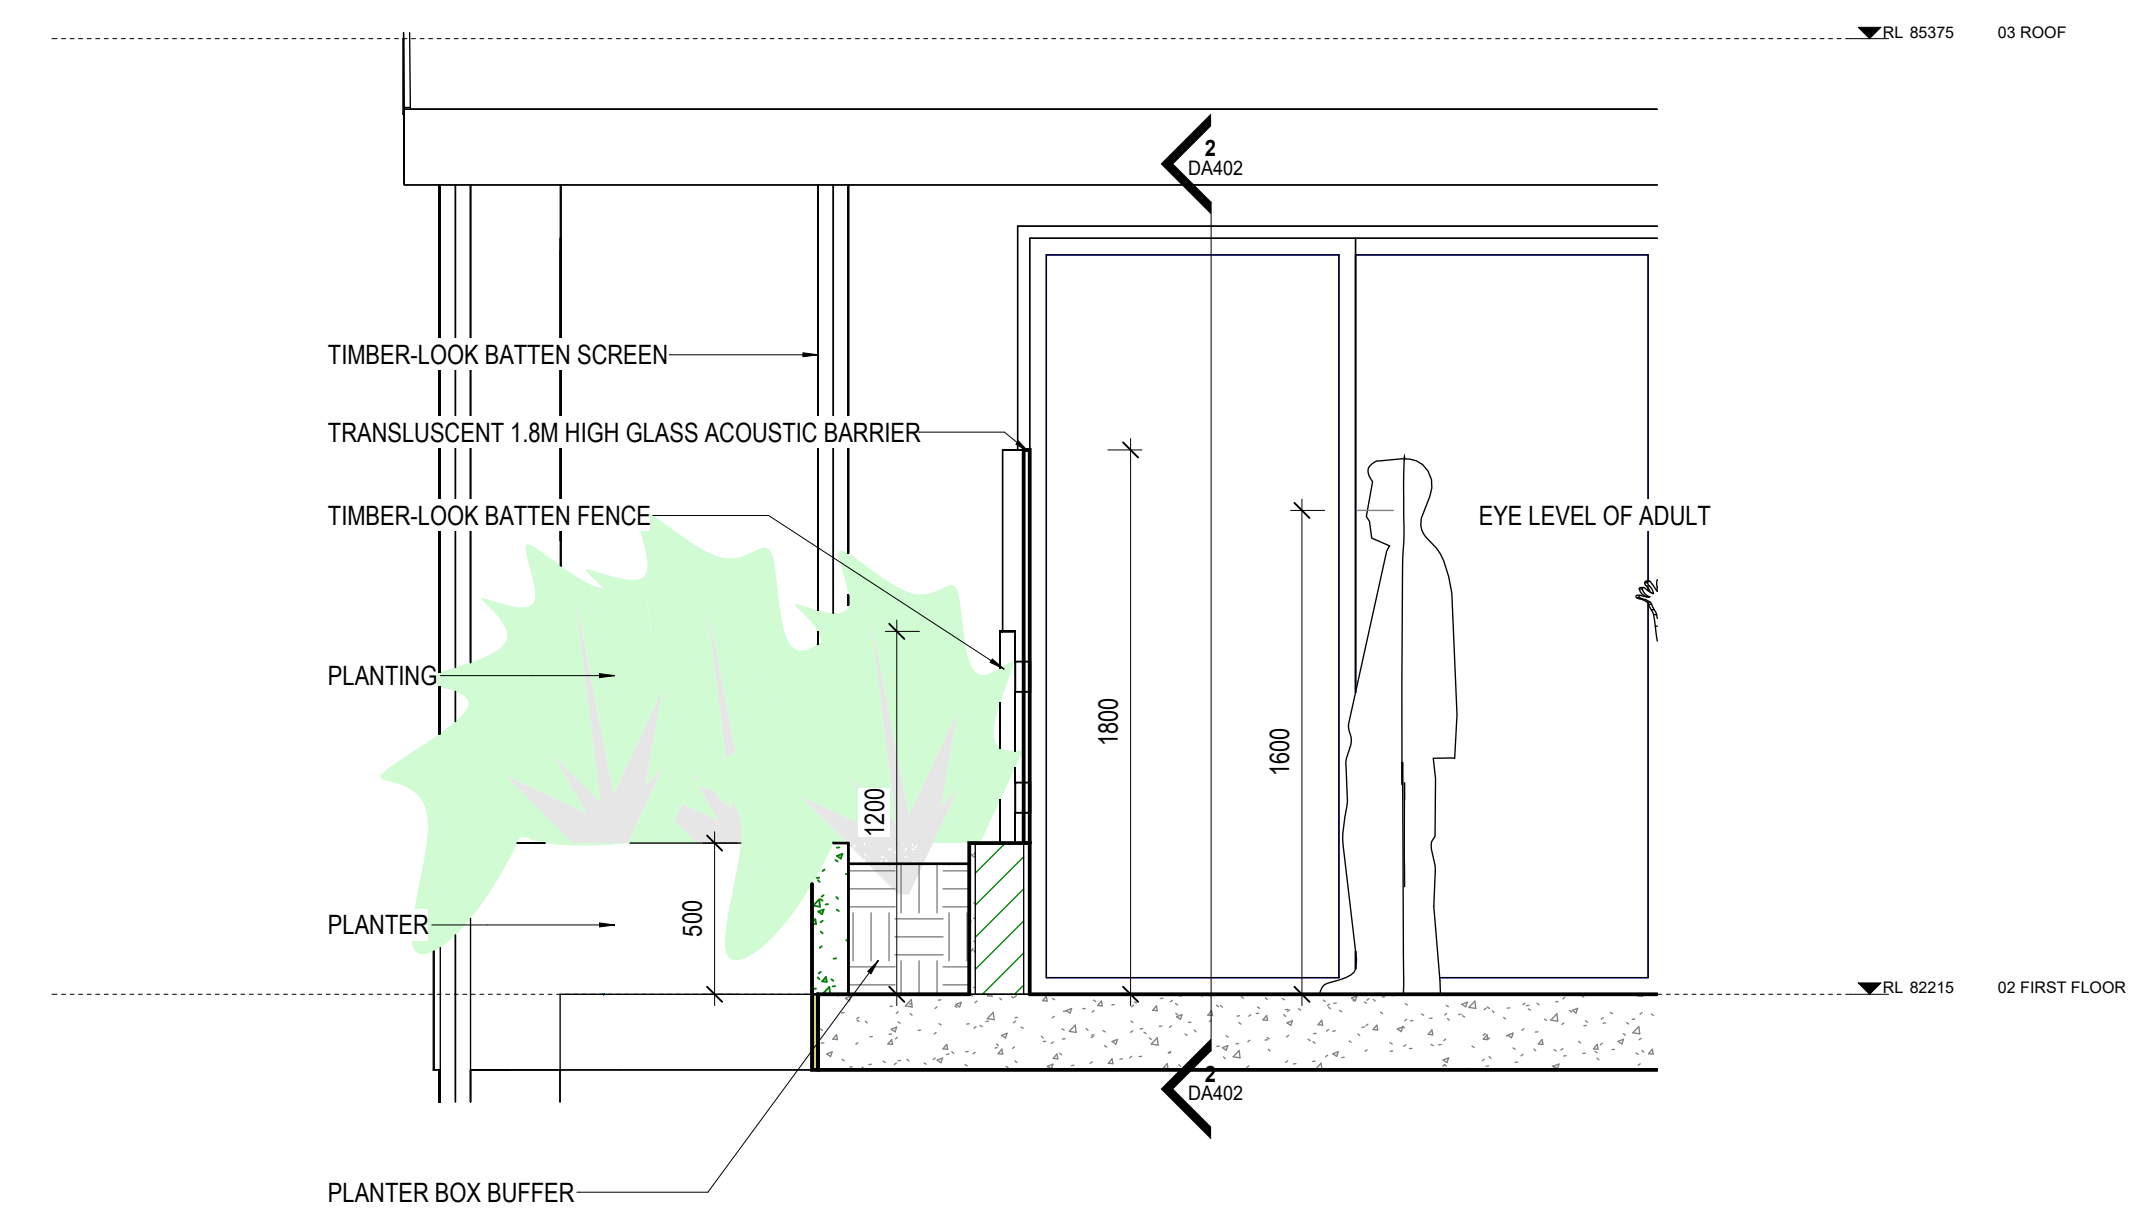 RL 85375 03 ROOF
2
DA402
TIMBER-LOOK BATTEN SCREEN
TRANSLUSCENT 1.8M HIGH GLASS ACOUSTIC BARRIER
TIMBER-LOOK BATTEN FENCE
EYE LEVEL OF ADULT
PLANTING
1800
1600
1200
PLANTER
500
RL 82215 02 FIRST FLOOR
2
DA402
PLANTER BOX BUFFER